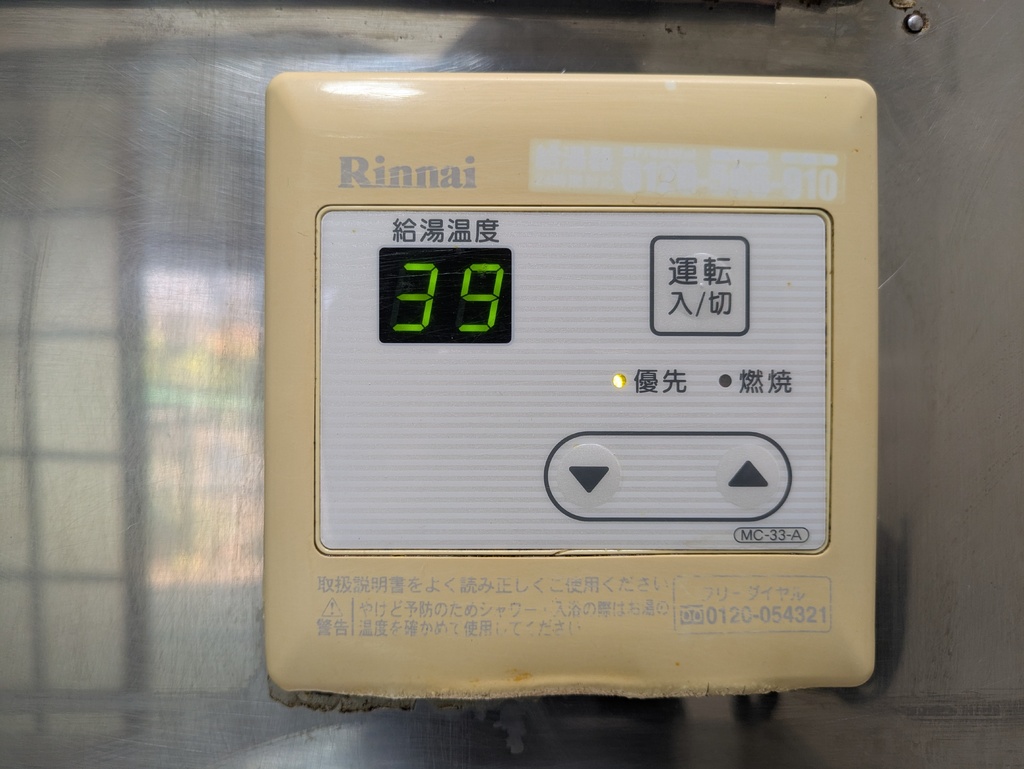 Rinnai
給湯温度
39
運転
入/切
優先 燃焼
MC-33-A
取扱説明書をよく読み正しくご使用ください
警告
やけど予防のためシャワー・入浴の際はお湯の
温度を確かめて使用してください
フリーダイヤル
0120-054321